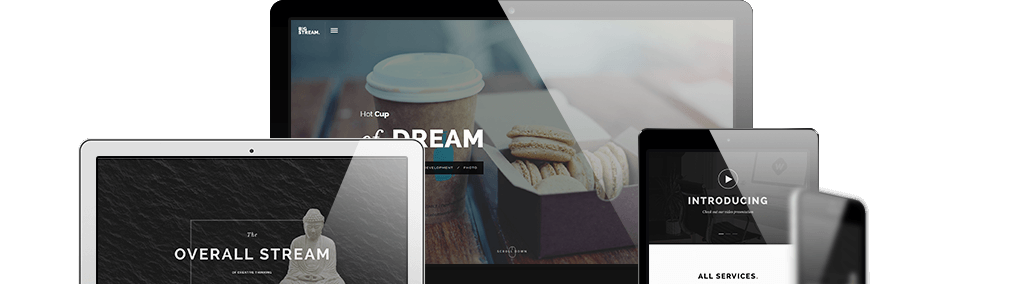 BIG
STREAM.
Hot Cup
of DREAM
DEVELOPMENT / PHOTO
SCROLL DOWN
The
OVERALL STREAM
OF CREATIVE THINKING
INTRODUCING
Check out our video presentation
ALL SERVICES.